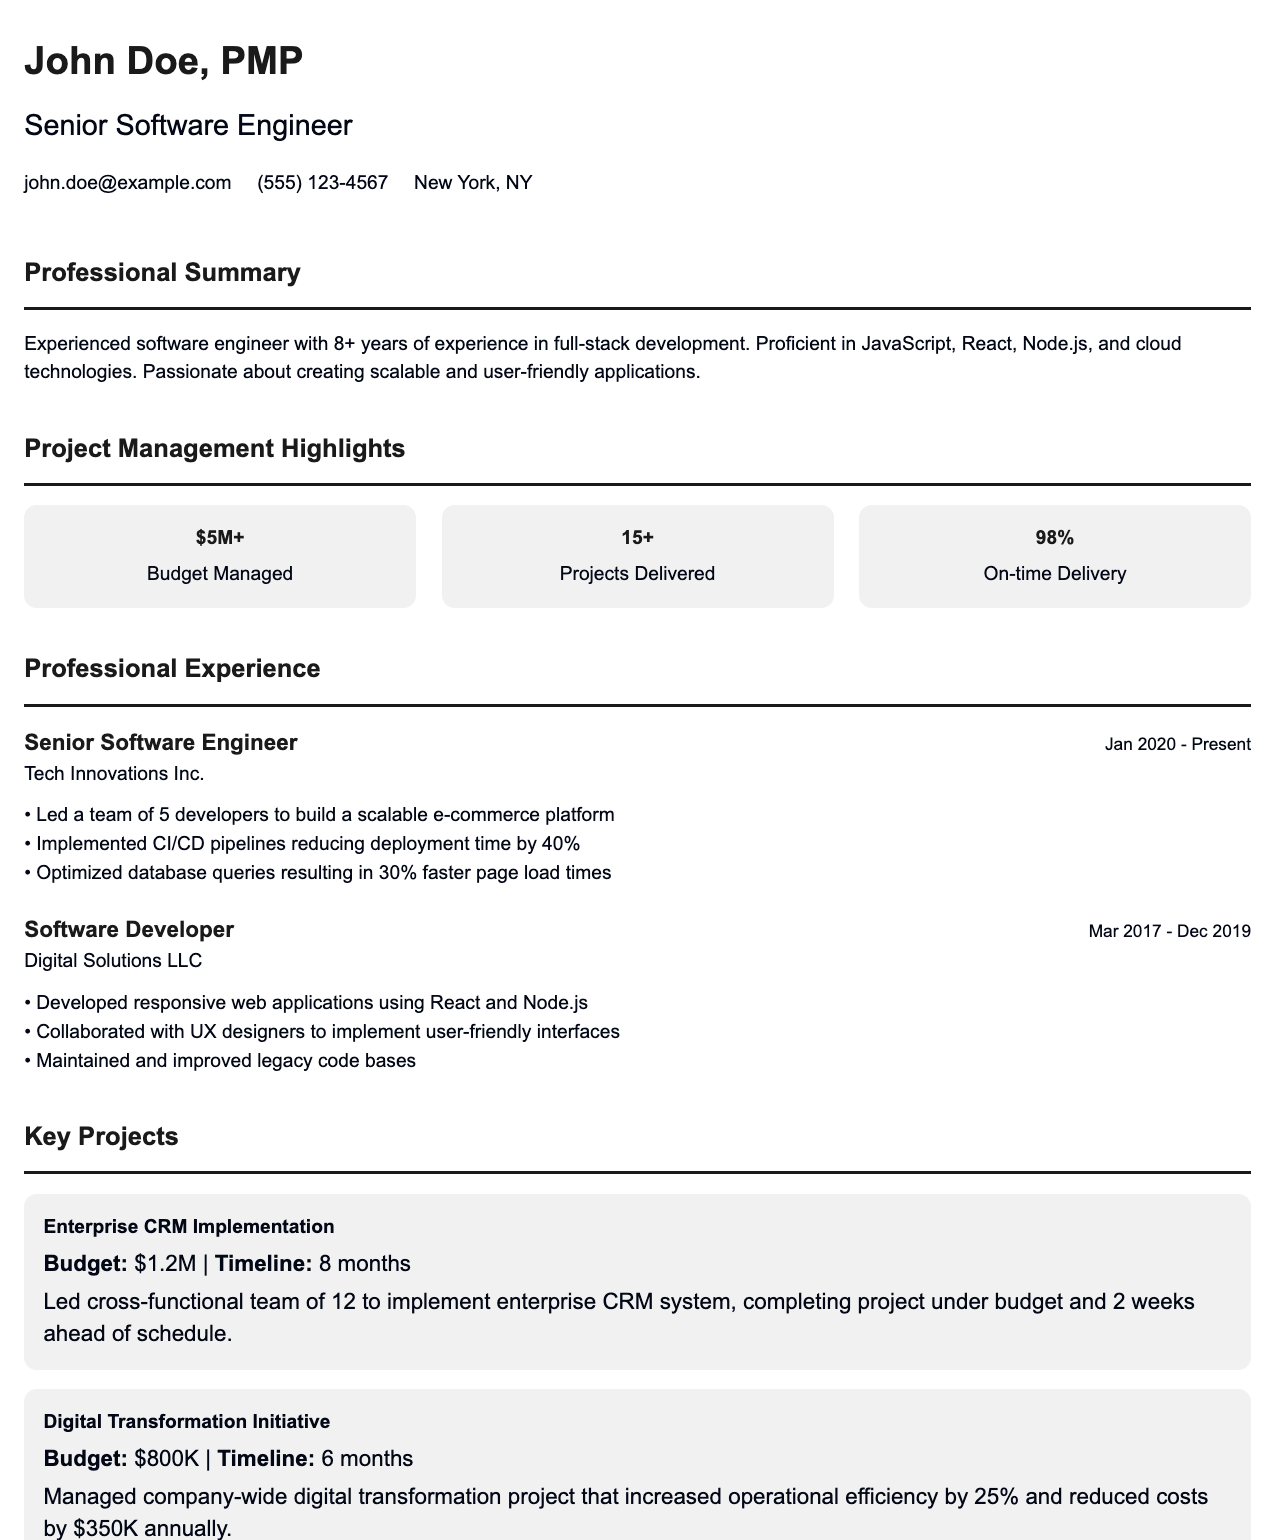 John Doe, PMP
Senior Software Engineer
john.doe@example.com (555) 123-4567 New York, NY
Professional Summary
Experienced software engineer with 8+ years of experience in full-stack development. Proficient in JavaScript, React, Node.js, and cloud
technologies. Passionate about creating scalable and user-friendly applications.
Project Management Highlights
$5M+ 15+ 98%
Budget Managed Projects Delivered On-time Delivery
Professional Experience
Senior Software Engineer Jan 2020 - Present
Tech Innovations Inc.
• Led a team of 5 developers to build a scalable e-commerce platform
• Implemented CI/CD pipelines reducing deployment time by 40%
• Optimized database queries resulting in 30% faster page load times
Software Developer Mar 2017 - Dec 2019
Digital Solutions LLC
• Developed responsive web applications using React and Node.js
• Collaborated with UX designers to implement user-friendly interfaces
• Maintained and improved legacy code bases
Key Projects
Enterprise CRM Implementation
Budget: $1.2M | Timeline: 8 months
Led cross-functional team of 12 to implement enterprise CRM system, completing project under budget and 2 weeks
ahead of schedule.
Digital Transformation Initiative
Budget: $800K | Timeline: 6 months
Managed company-wide digital transformation project that increased operational efficiency by 25% and reduced costs
by $350K annually.